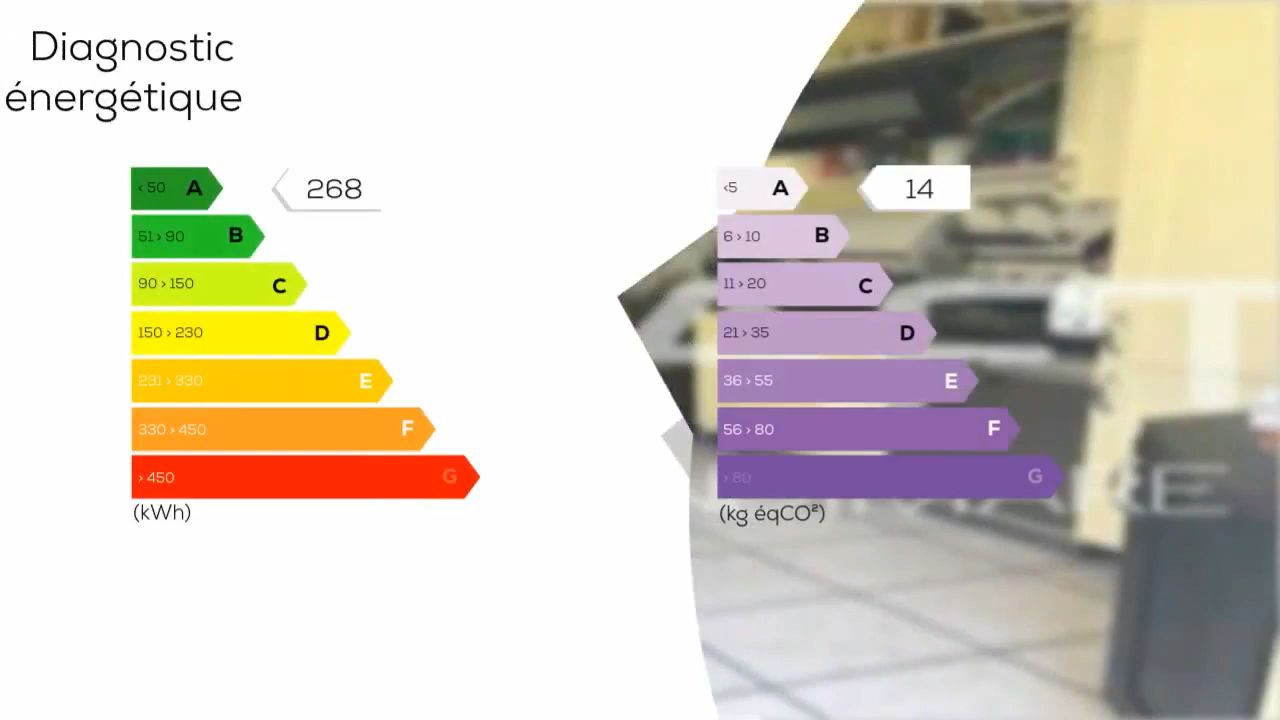 Diagnostic
énergétique
< 50 A
268
51 > 90 B
90 > 150 C
150 > 230 D
231 > 330 E
330 > 450 F
> 450 G
(kWh)
<5 A
14
6 > 10 B
11 > 20 C
21 > 35 D
36 > 55 E
56 > 80 F
> 80 G
(kg éqCO²)